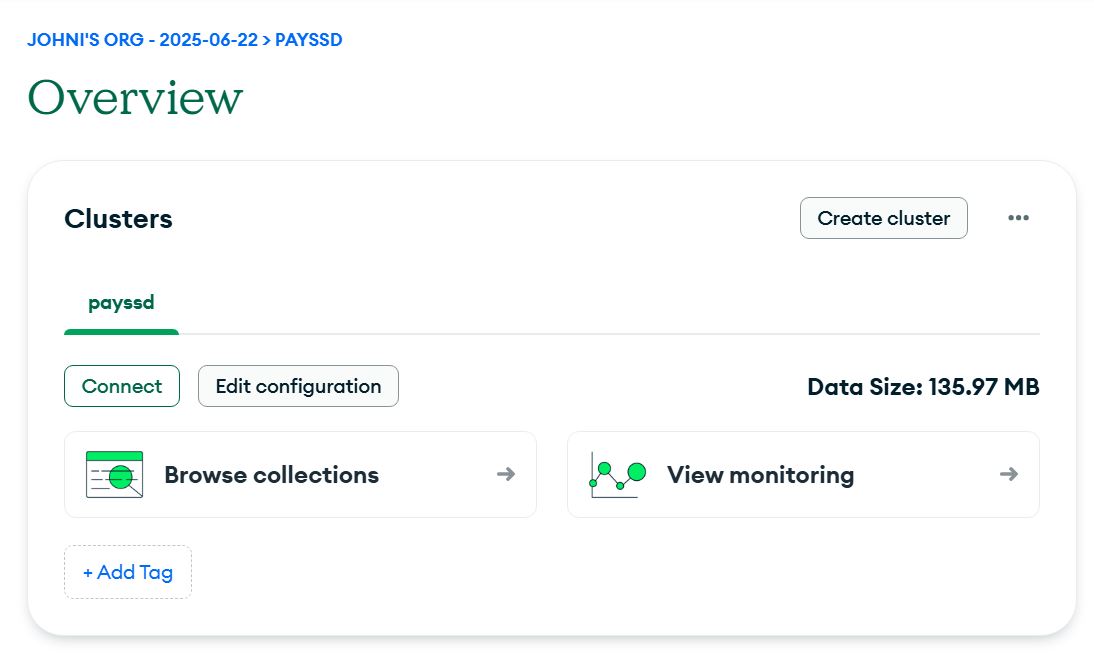 JOHNI'S ORG - 2025-06-22 > PAYSSD
Overview
Clusters
Create cluster
payssd
Connect
Edit configuration
Data Size: 135.97 MB
Browse collections
View monitoring
+ Add Tag